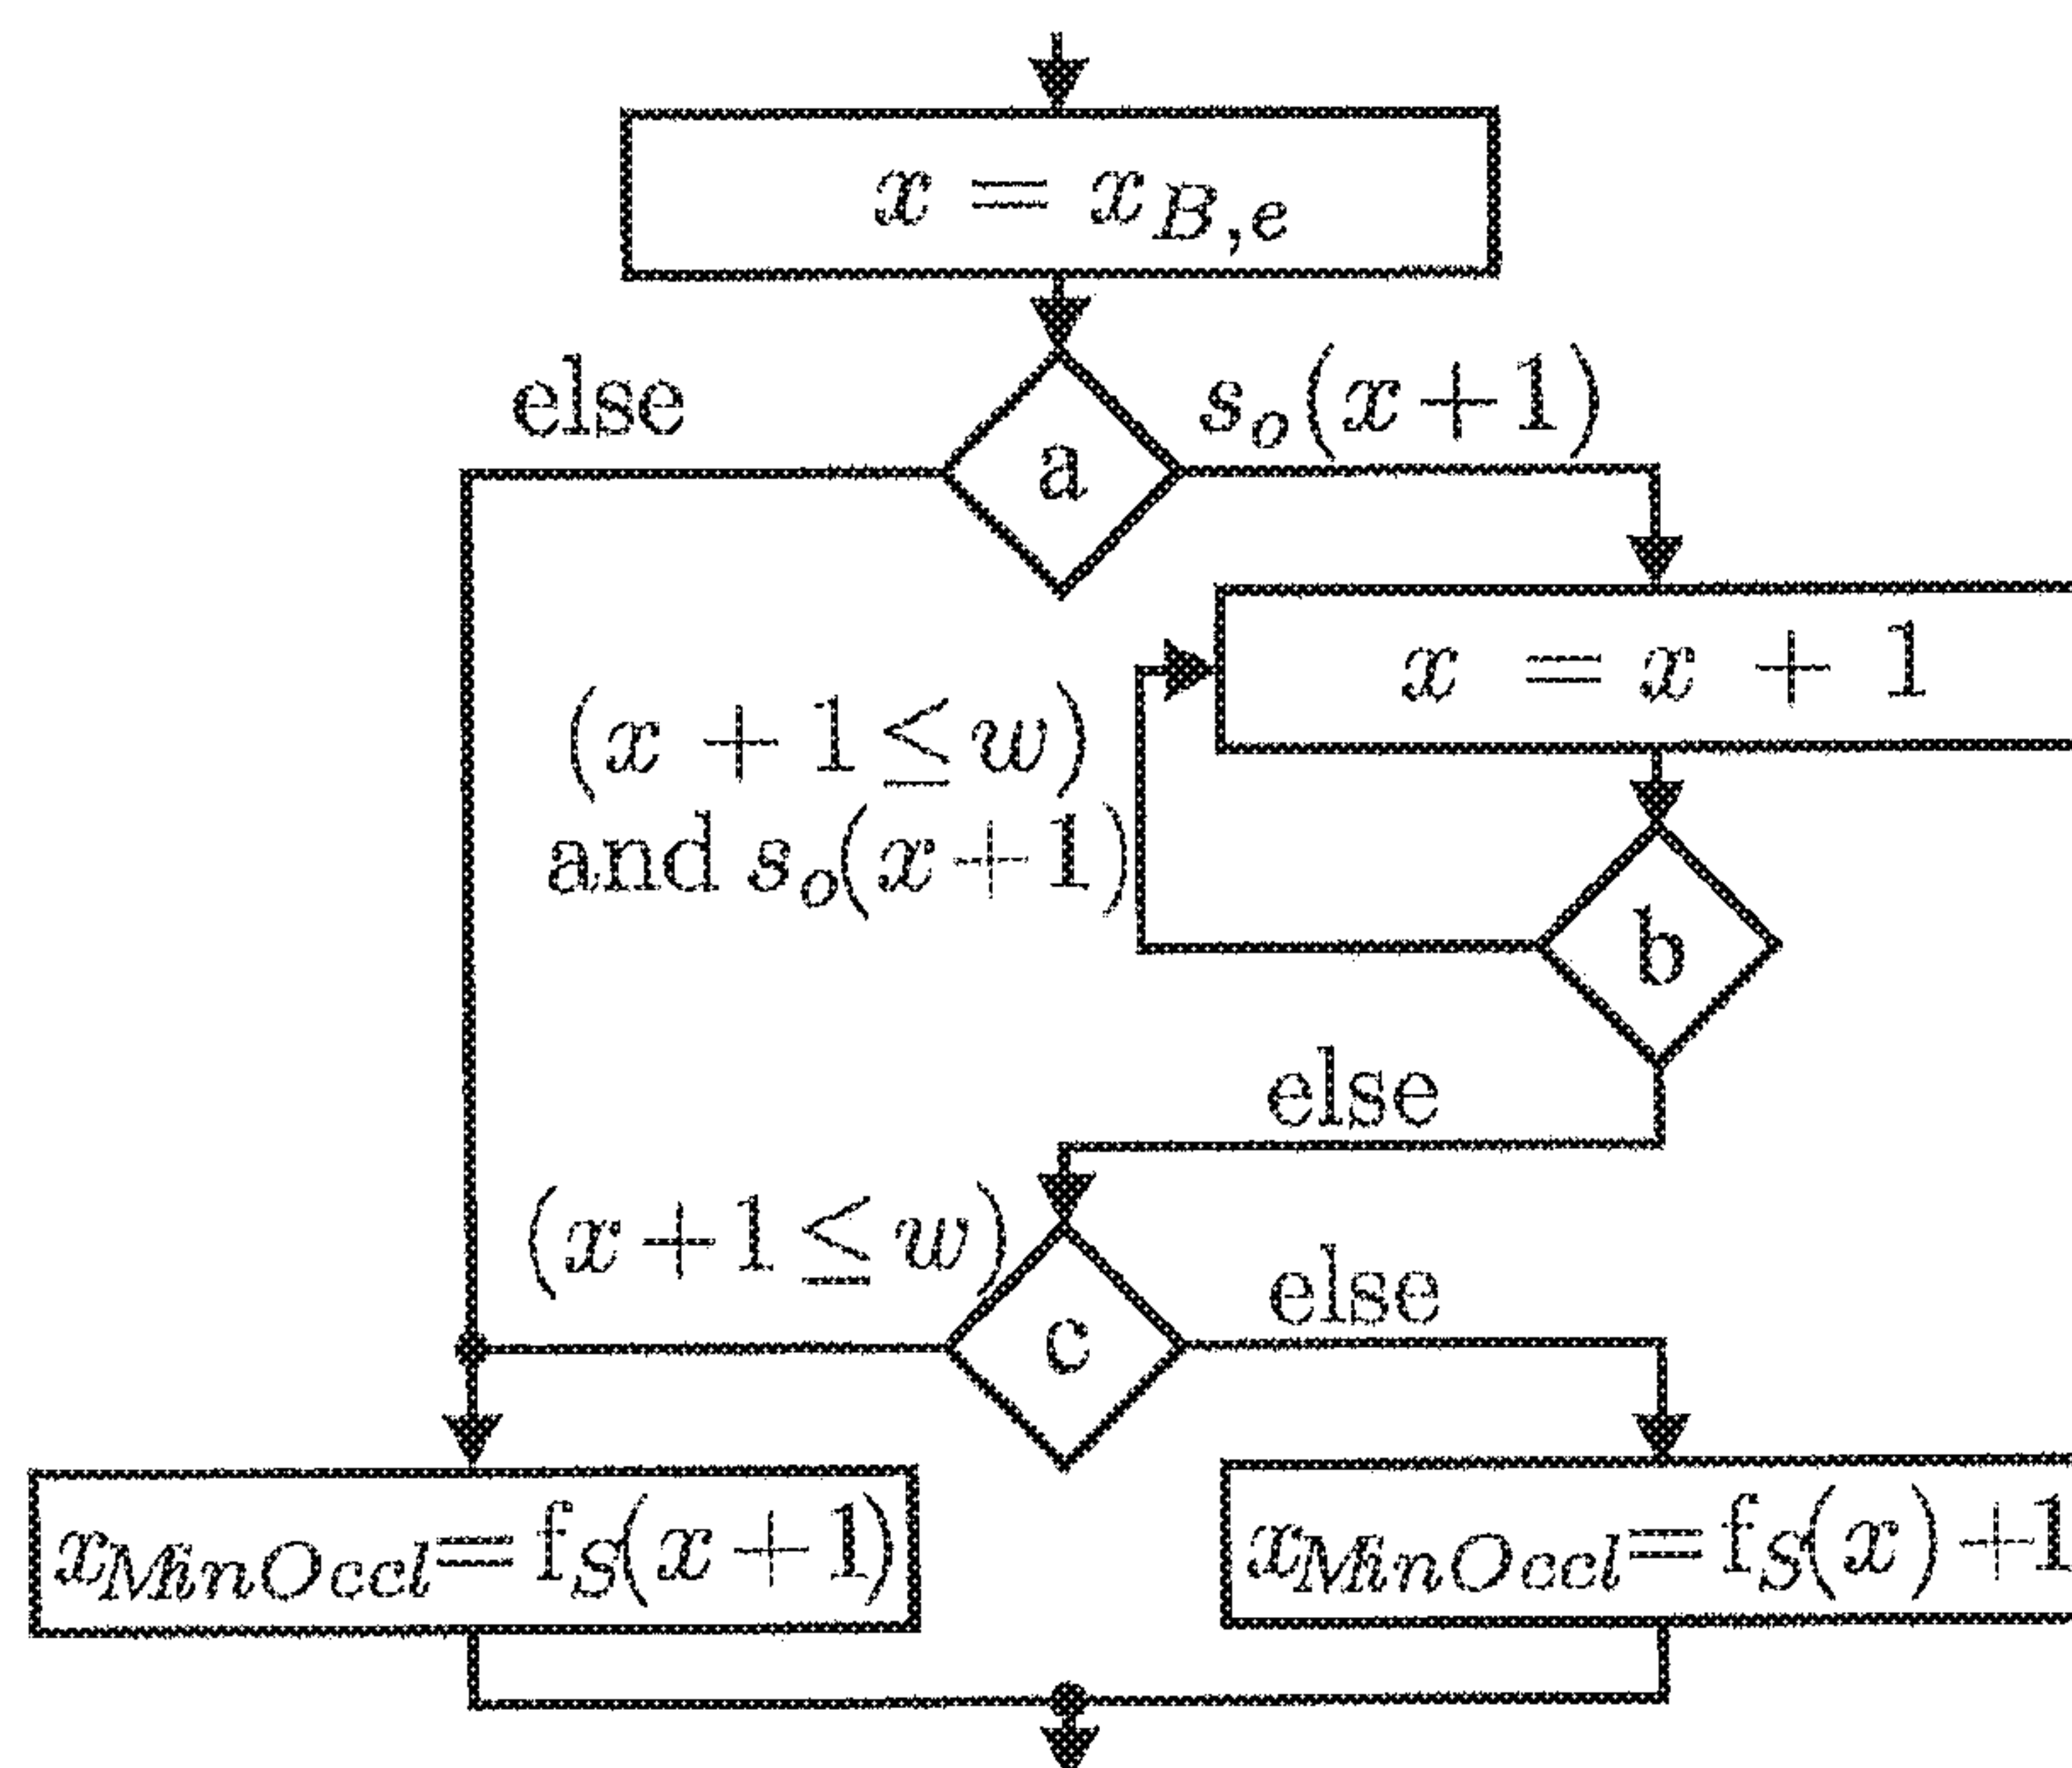 x = x_{B,e}
else
s_o(x+1)
a
x = x + 1
(x + 1 ≤ w)
and s_o(x+1)
b
else
(x+1 ≤ w)
c
else
x_{MinOccl} = f_S(x+1)
x_{MinOccl} = f_S(x)+1